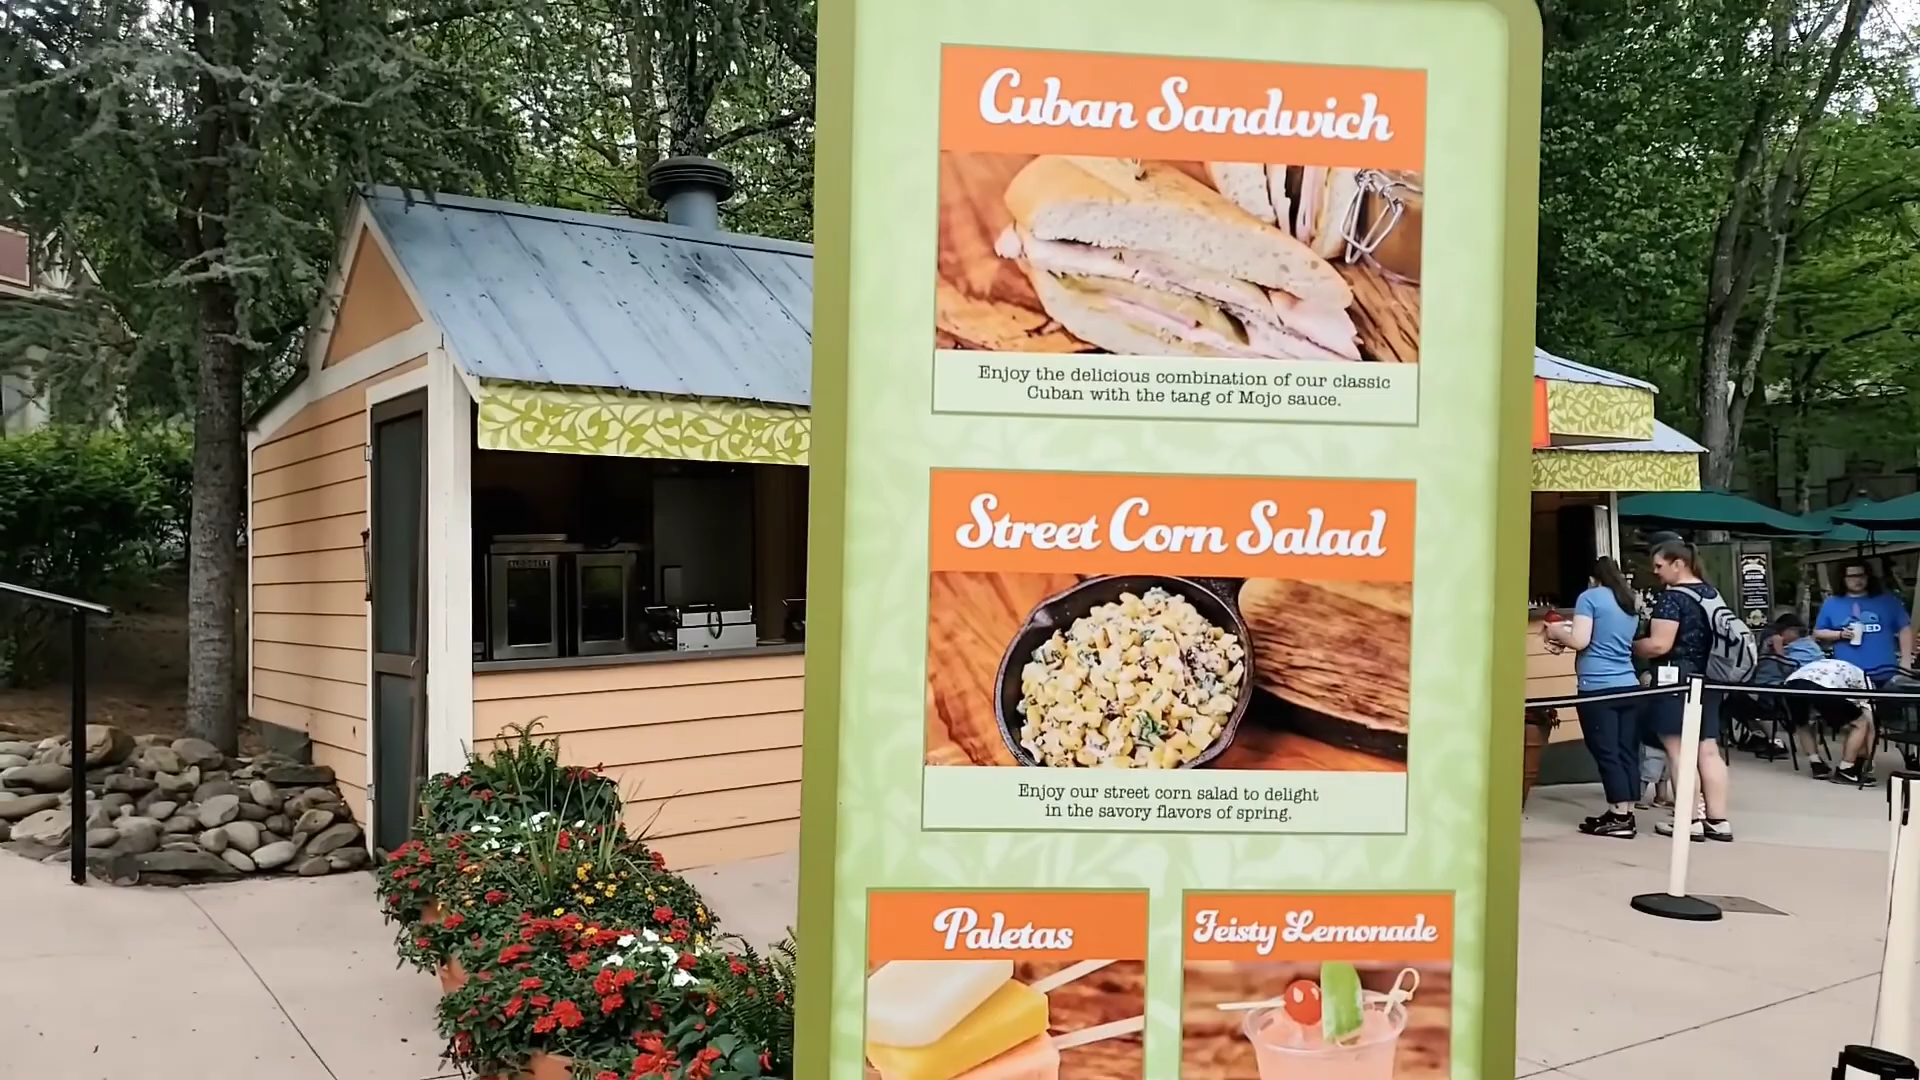 Cuban Sandwich
Enjoy the delicious combination of our classic
Cuban with the tang of Mojo sauce.
Street Corn Salad
Enjoy our street corn salad to delight
in the savory flavors of spring.
Paletas
Feisty Lemonade